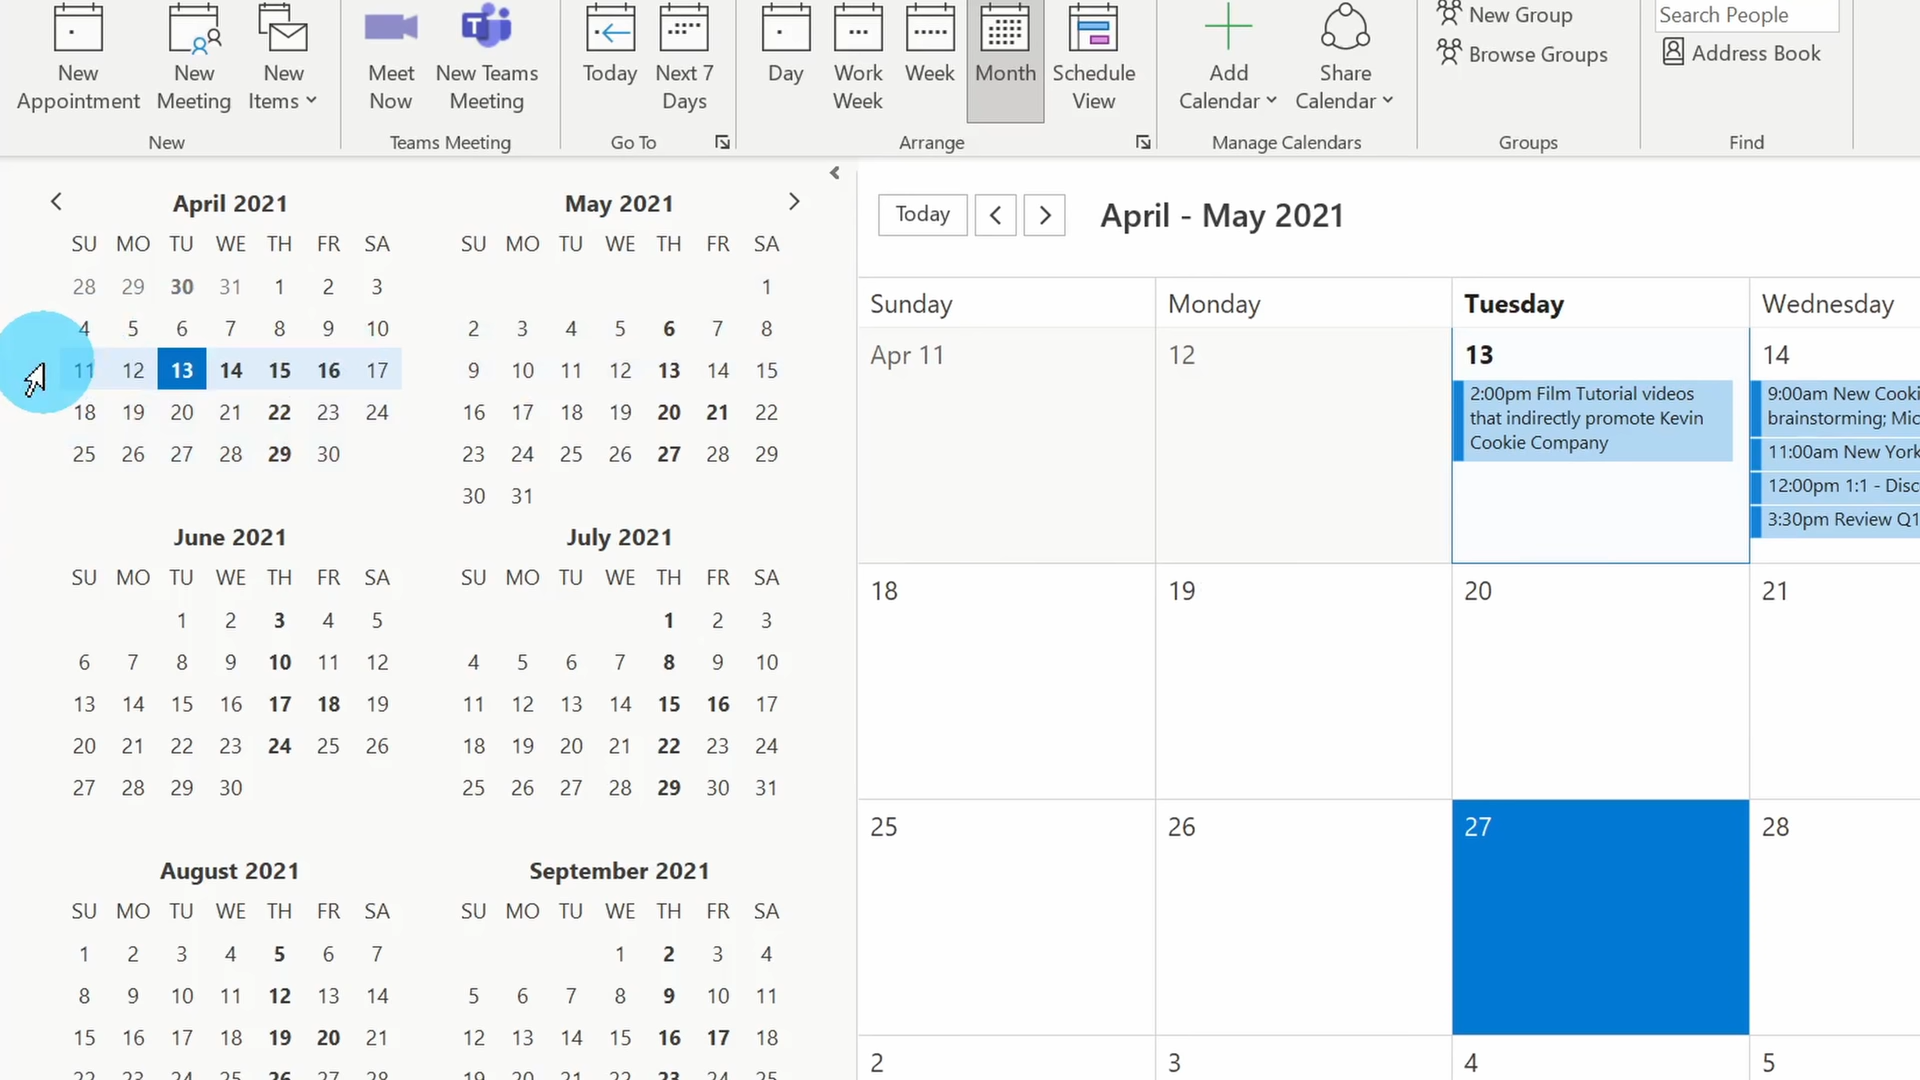 New Appointment
New Meeting
New Items
New
Meet Now
New Teams Meeting
Teams Meeting
Today
Next 7 Days
Go To
Day
Work Week
Week
Month
Schedule View
Arrange
Add Calendar
Share Calendar
Manage Calendars
New Group
Browse Groups
Groups
Search People
Address Book
Find
April 2021
SU MO TU WE TH FR SA
28 29 30 31 1 2 3
4 5 6 7 8 9 10
11 12 13 14 15 16 17
18 19 20 21 22 23 24
25 26 27 28 29 30
May 2021
SU MO TU WE TH FR SA
1
2 3 4 5 6 7 8
9 10 11 12 13 14 15
16 17 18 19 20 21 22
23 24 25 26 27 28 29
30 31
June 2021
SU MO TU WE TH FR SA
1 2 3 4 5
6 7 8 9 10 11 12
13 14 15 16 17 18 19
20 21 22 23 24 25 26
27 28 29 30
July 2021
SU MO TU WE TH FR SA
1 2 3
4 5 6 7 8 9 10
11 12 13 14 15 16 17
18 19 20 21 22 23 24
25 26 27 28 29 30 31
August 2021
SU MO TU WE TH FR SA
1 2 3 4 5 6 7
8 9 10 11 12 13 14
15 16 17 18 19 20 21
22 23 24 25 26 27 28
September 2021
SU MO TU WE TH FR SA
1 2 3 4
5 6 7 8 9 10 11
12 13 14 15 16 17 18
19 20 21 22 23 24 25
Today
April - May 2021
Sunday Monday Tuesday Wednesday
Apr 11 12 13 14
2:00pm Film Tutorial videos
that indirectly promote Kevin
Cookie Company
9:00am New Cooki
brainstorming; Mic
11:00am New York
12:00pm 1:1 - Disc
3:30pm Review Q1
18 19 20 21
25 26 27 28
2 3 4 5